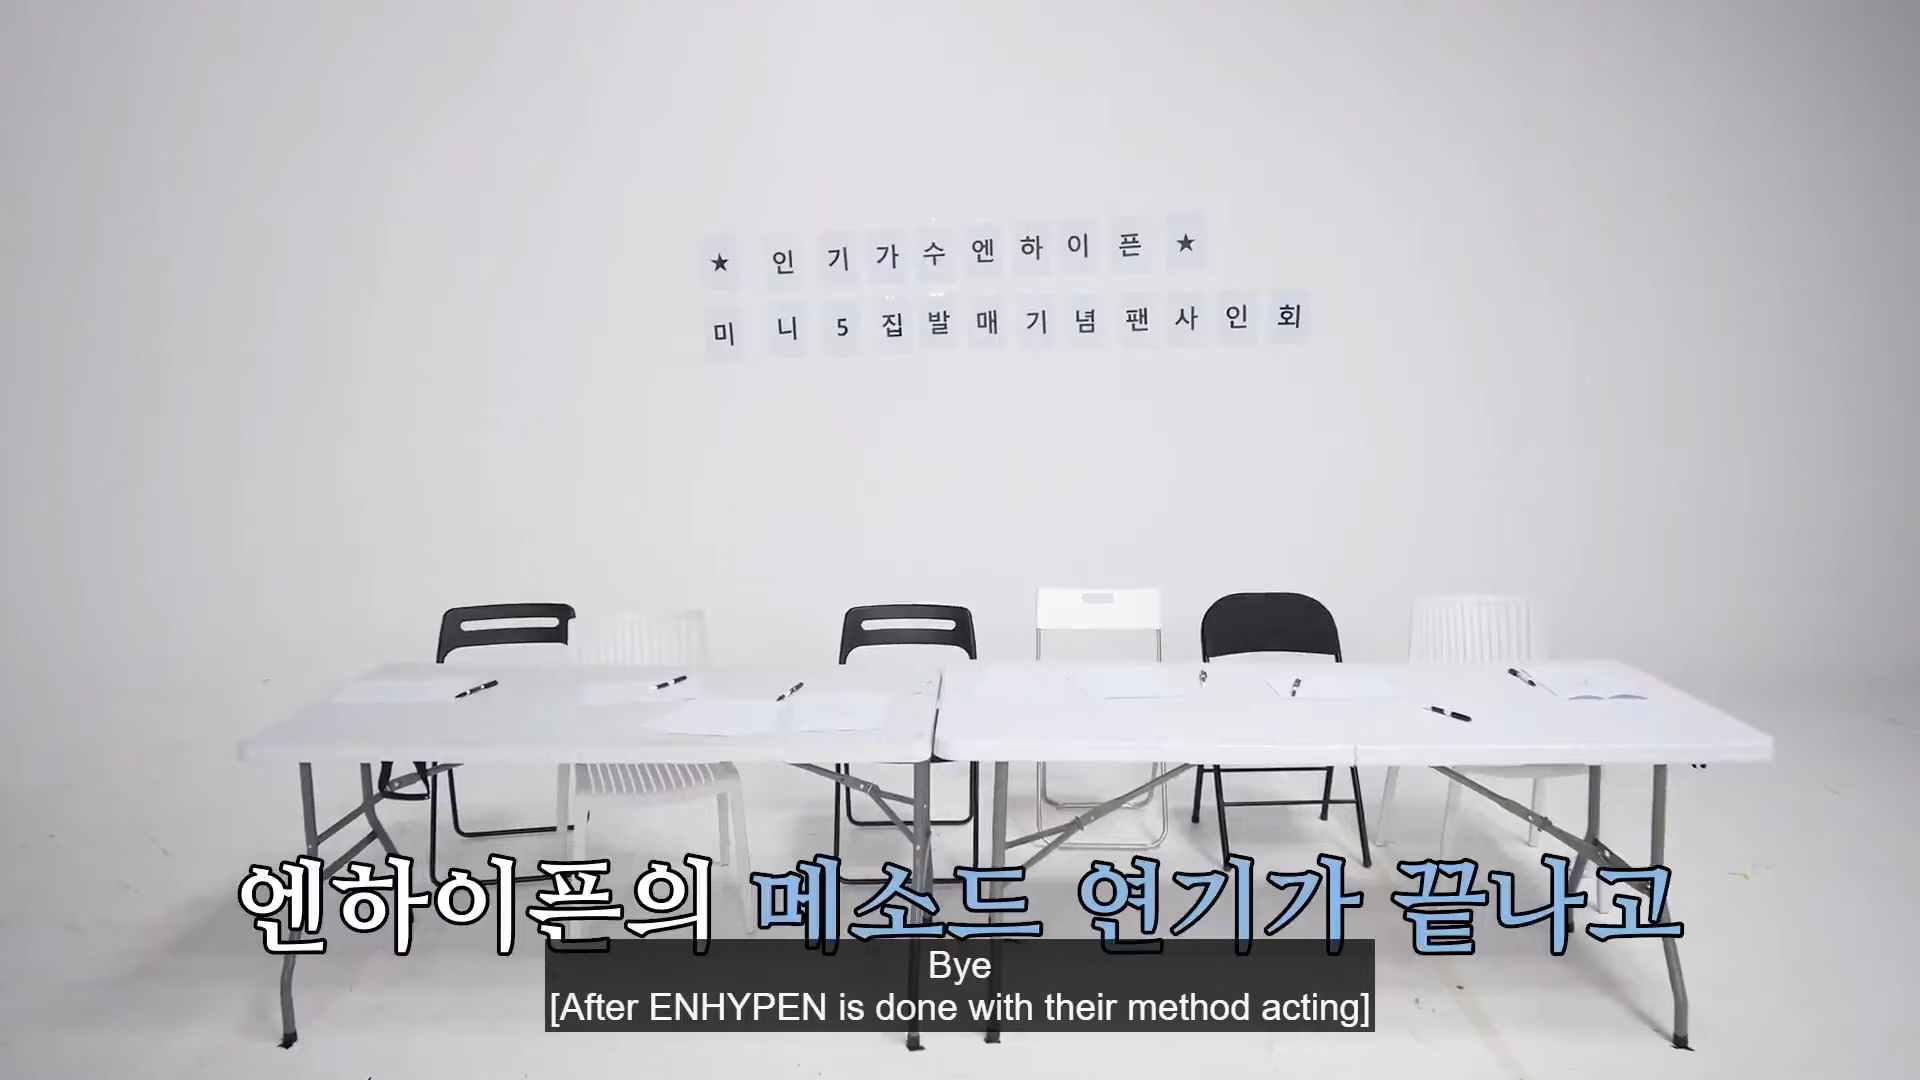 ★ 인기가수엔하이픈 ★
미니5집발매기념팬사인회
엔하이픈의 메소드 연기가 끝나고
Bye
[After ENHYPEN is done with their method acting]